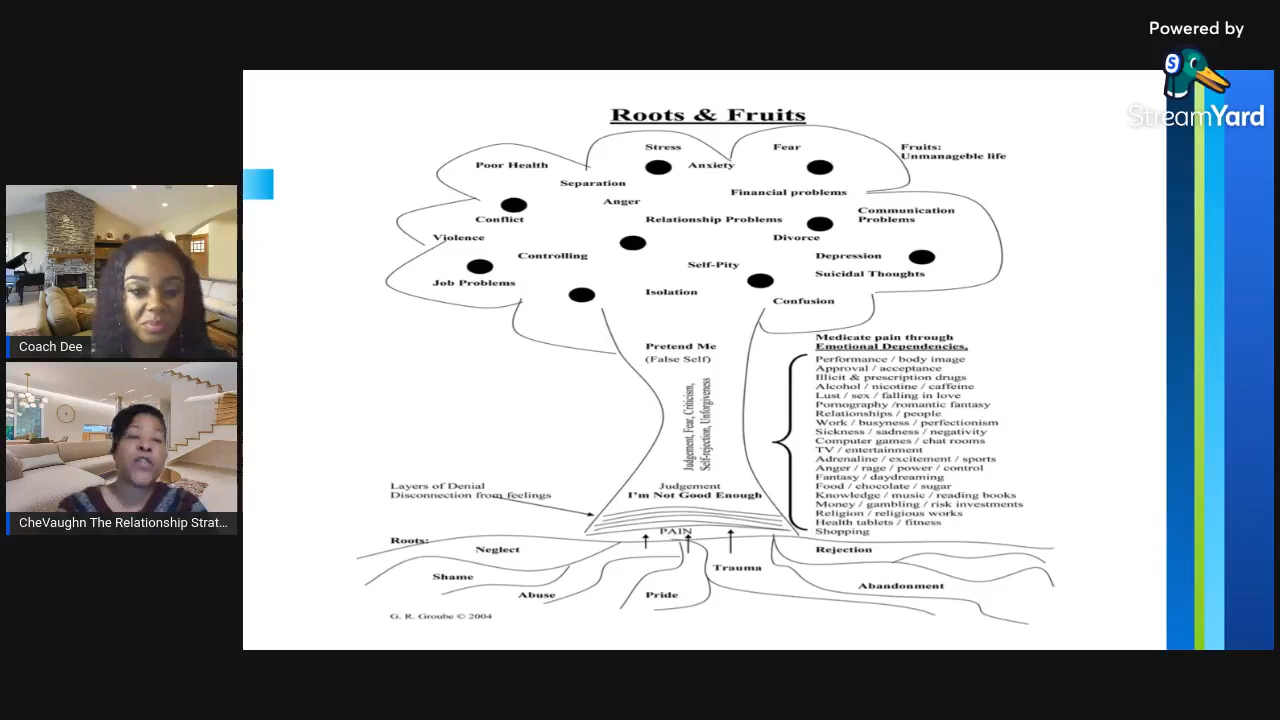 Powered by
StreamYard
Roots & Fruits
Stress
Fear
Fruits:
Unmanageble life
Poor Health
Anxiety
Separation
Financial problems
Anger
Communication
Problems
Conflict
Relationship Problems
Violence
Divorce
Controlling
Depression
Self-Pity
Suicidal Thoughts
Job Problems
Isolation
Confusion
Pretend Me
(False Self)
Judgement, Fear, Criticism,
Self-rejection, Unforgiveness
Medicate pain through
Emotional Dependencies.
Performance / body image
Approval / acceptance
Illicit & prescription drugs
Alcohol / nicotine / caffeine
Lust / sex / falling in love
Pornography /romantic fantasy
Relationships / people
Work / busyness / perfectionism
Sickness / sadness / negativity
Computer games / chat rooms
TV / entertainment
Adrenaline / excitement / sports
Anger / rage / power / control
Fantasy / daydreaming
Food / chocolate / sugar
Knowledge / music / reading books
Money / gambling / risk investments
Religion / religious works
Health tablets / fitness
Shopping
Layers of Denial
Disconnection from feelings
Judgement
I'm Not Good Enough
PAIN
Roots:
Neglect
Rejection
Trauma
Shame
Abandonment
Abuse
Pride
G. R. Groube © 2004
Coach Dee
CheVaughn The Relationship Strat...